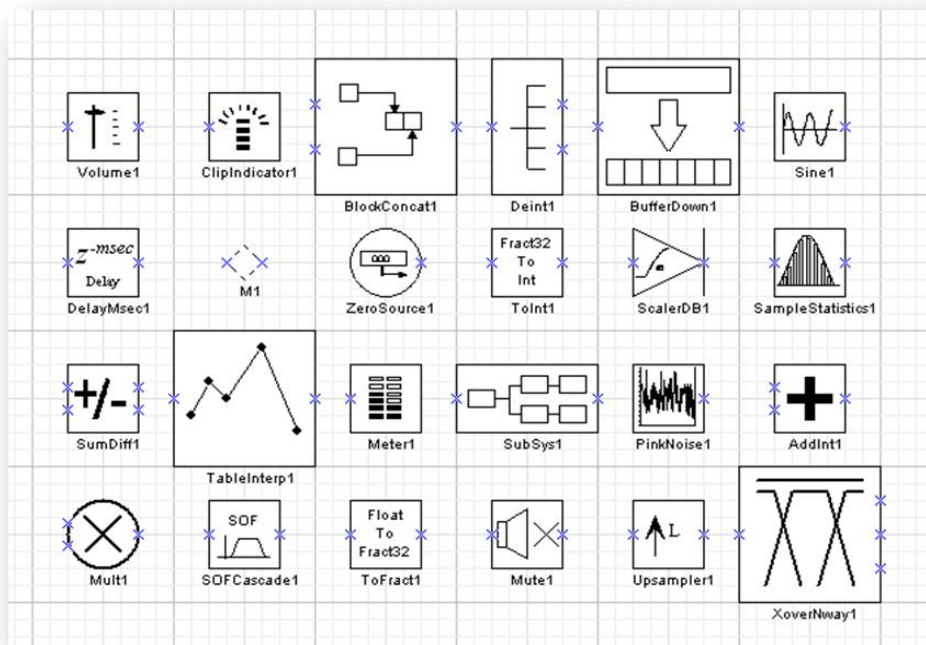 Volume1
ClipIndicator1
BlockConcat1
Deint1
BufferDown1
Sine1
z^-msec
Delay
DelayMsec1
M1
000
ZeroSource1
Fract32
To
Int
ToInt1
ScalerDB1
SampleStatistics1
+/-
SumDiff1
TableInterp1
Meter1
SubSys1
PinkNoise1
AddInt1
Mult1
SOF
SOFCascade1
Float
To
Fract32
ToFract1
Mute1
L
Upsampler1
XoverNway1